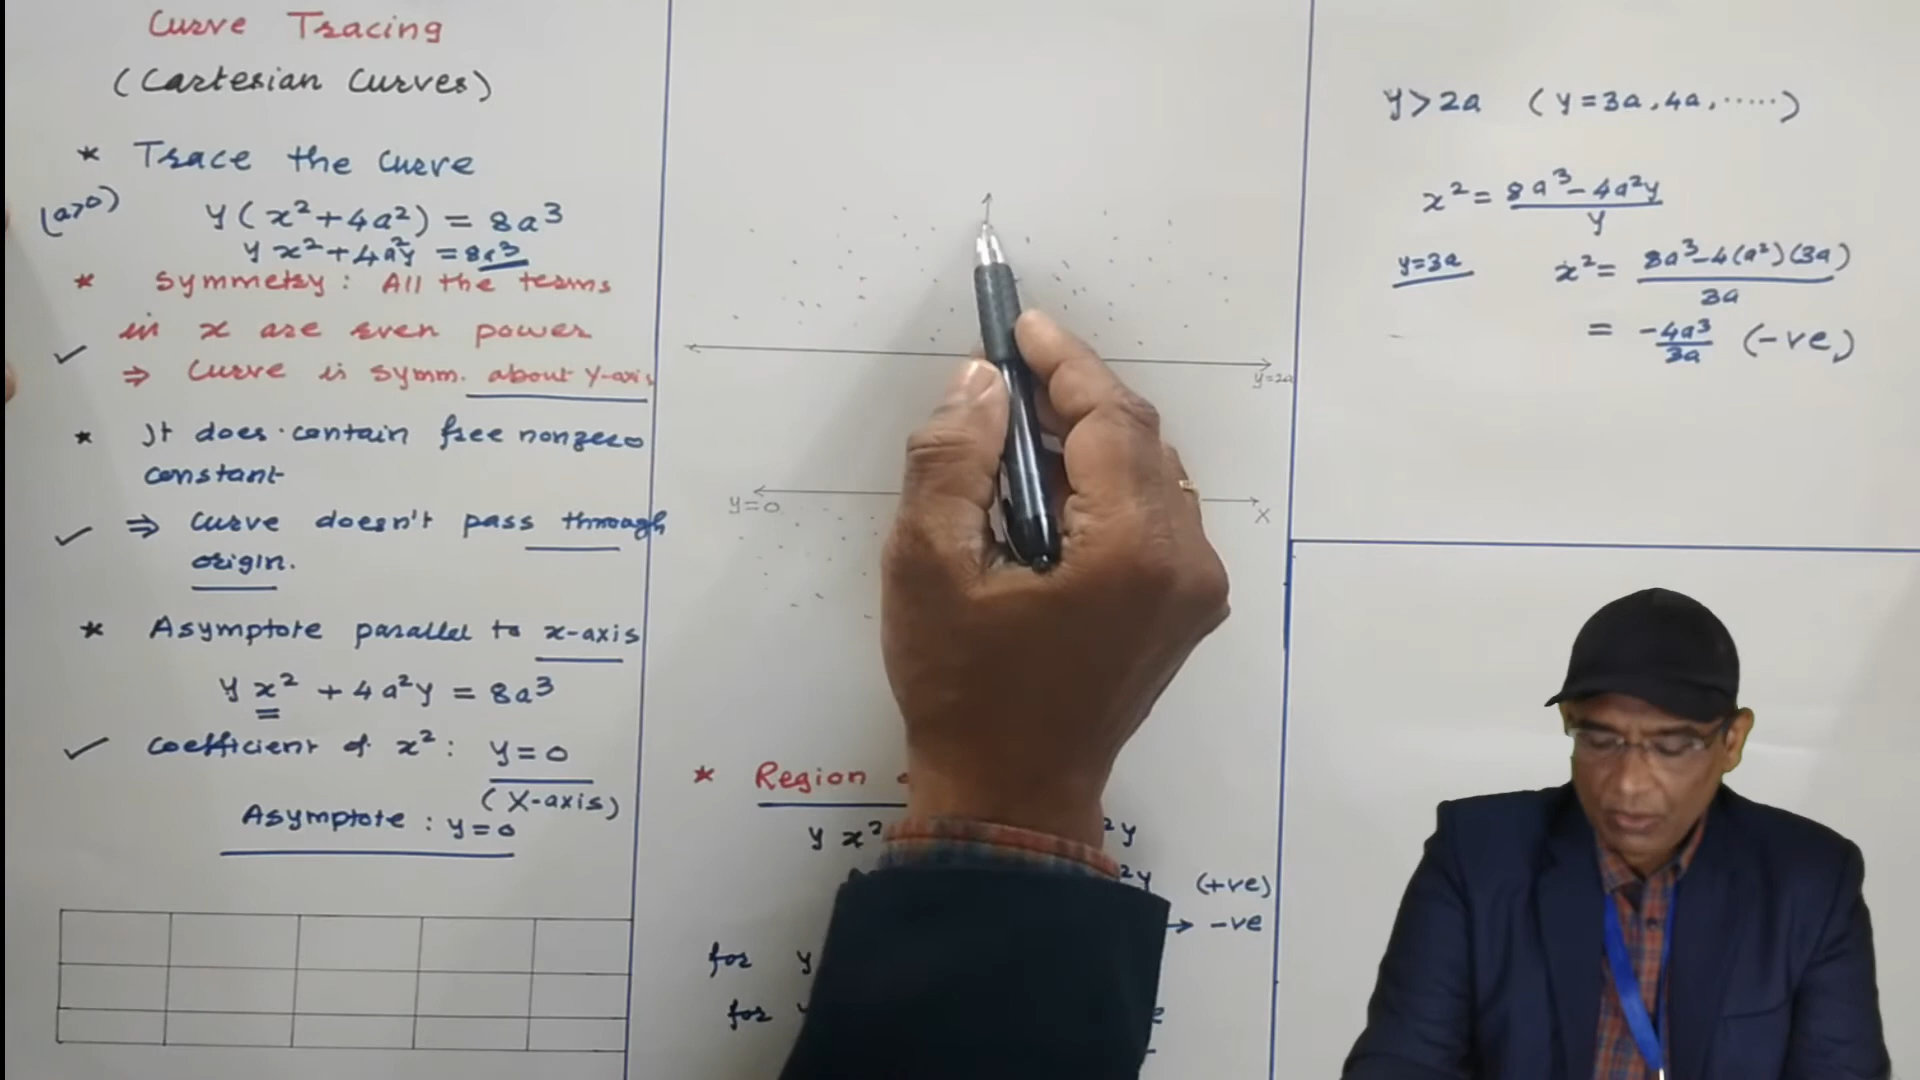 Curve Tracing
(Cartesian Curves)
* Trace the Curve
(a>0) y(x²+4a²) = 8a³
yx²+4a²y = 8a³
* Symmetry: All the terms
in x are even power
✓ ⇒ Curve is symm. about Y-axis
* It does contain free nonzero
constant
✓ ⇒ Curve doesn't pass through
origin.
* Asymptote parallel to x-axis
yx² + 4a²y = 8a³
✓ Coefficient of x²: y=0
(X-axis)
Asymptote : y=0
y=2a
y=0
X
* Region
yx² ²y
²y (+ve)
→ -ve
for y
for
y>2a (y=3a, 4a, .....)
x² = 8a³-4a²y / y
y=3a x² = 8a³-4(a²)(3a) / 3a
= -4a³ / 3a (-ve)